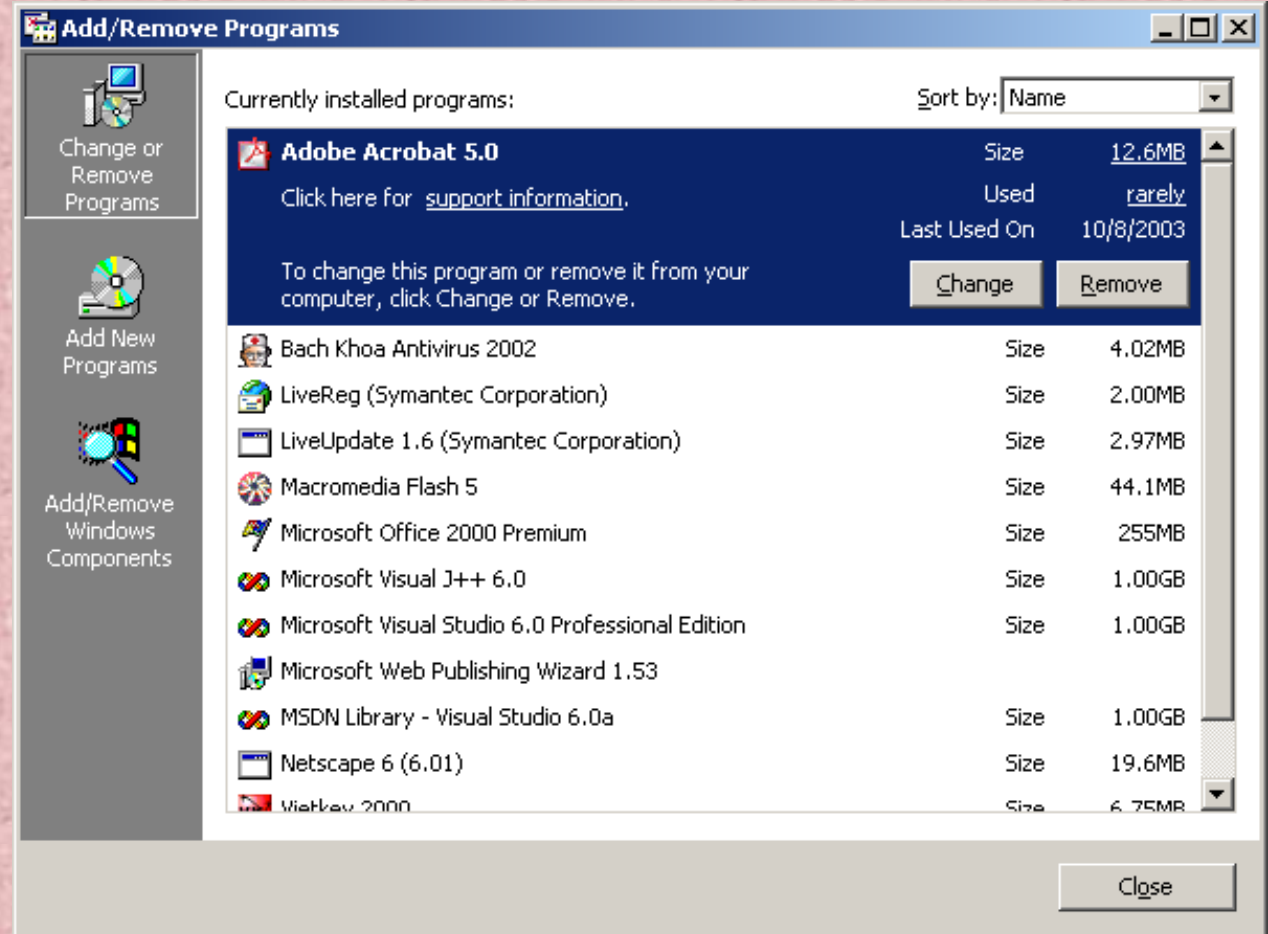 Add/Remove Programs
Change or
Remove
Programs
Add New
Programs
Add/Remove
Windows
Components
Currently installed programs:
Sort by: Name
Adobe Acrobat 5.0 Size 12.6MB
Click here for support information. Used rarely
Last Used On 10/8/2003
To change this program or remove it from your
computer, click Change or Remove.
Change Remove
Bach Khoa Antivirus 2002 Size 4.02MB
LiveReg (Symantec Corporation) Size 2.00MB
LiveUpdate 1.6 (Symantec Corporation) Size 2.97MB
Macromedia Flash 5 Size 44.1MB
Microsoft Office 2000 Premium Size 255MB
Microsoft Visual J++ 6.0 Size 1.00GB
Microsoft Visual Studio 6.0 Professional Edition Size 1.00GB
Microsoft Web Publishing Wizard 1.53
MSDN Library - Visual Studio 6.0a Size 1.00GB
Netscape 6 (6.01) Size 19.6MB
Vietkey 2000 Size 6.75MB
Close